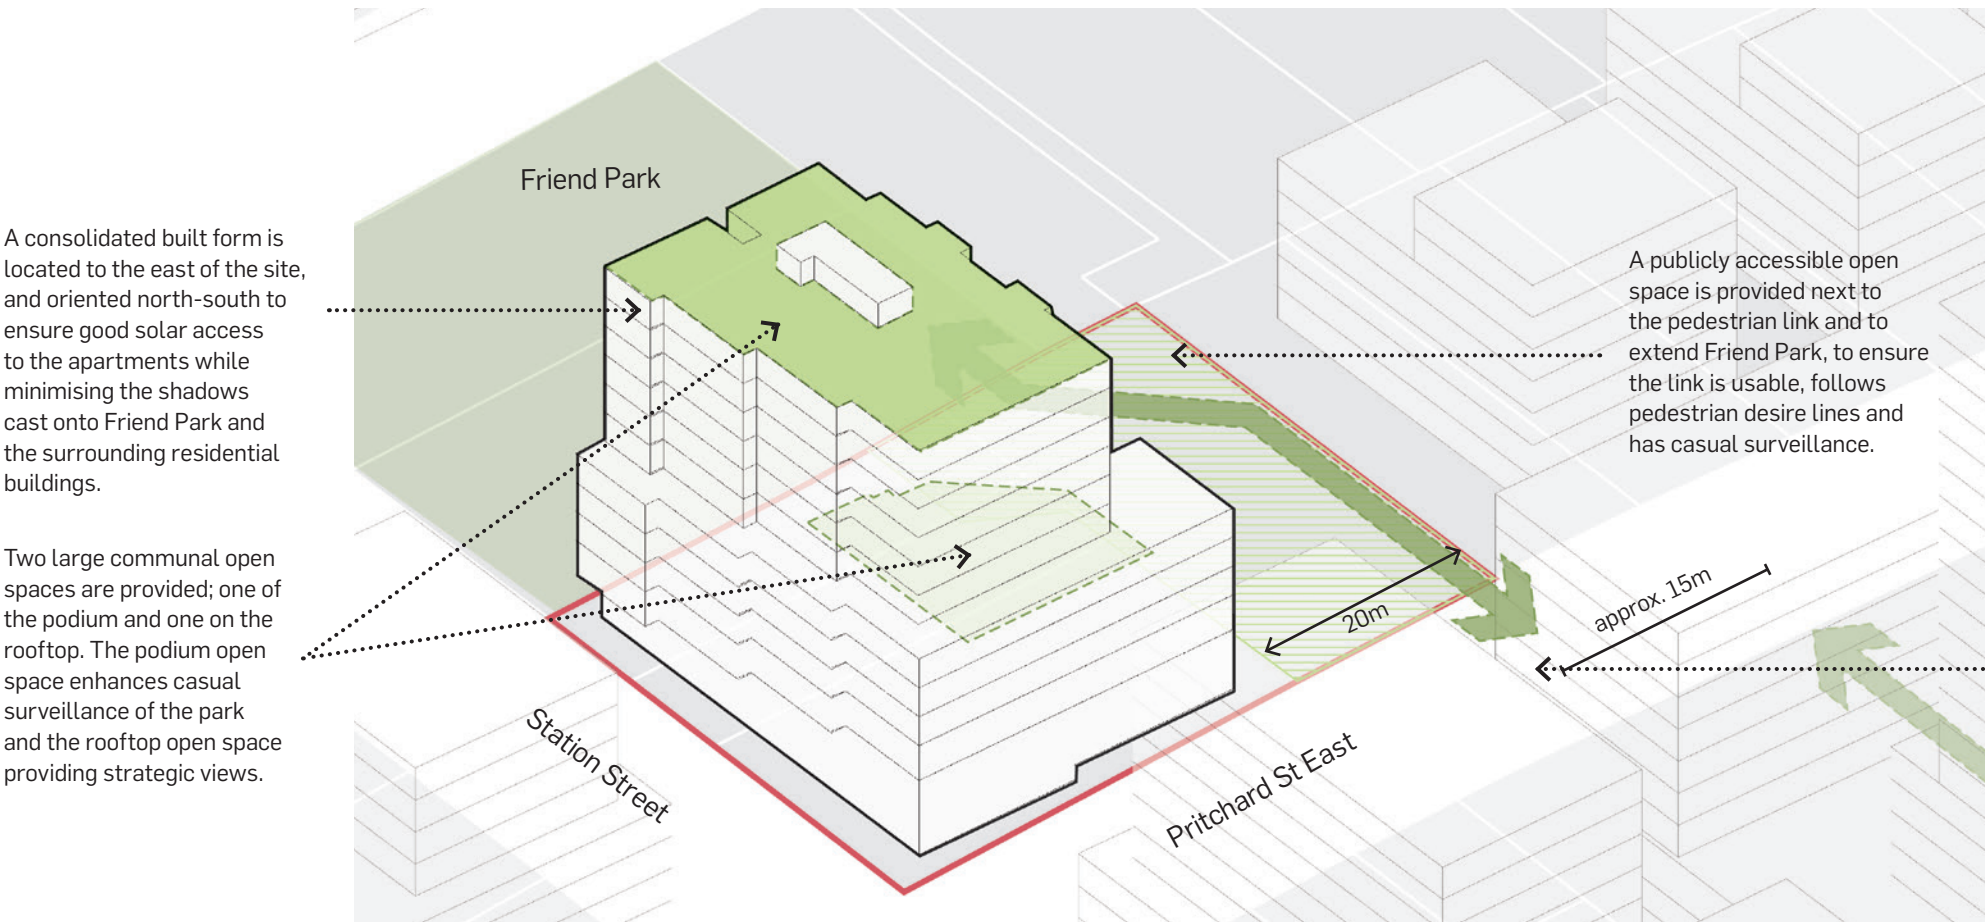 Friend Park
A consolidated built form is
located to the east of the site,
and oriented north-south to
ensure good solar access
to the apartments while
minimising the shadows
cast onto Friend Park and
the surrounding residential
buildings.
Two large communal open
spaces are provided; one of
the podium and one on the
rooftop. The podium open
space enhances casual
surveillance of the park
and the rooftop open space
providing strategic views.
A publicly accessible open
space is provided next to
the pedestrian link and to
extend Friend Park, to ensure
the link is usable, follows
pedestrian desire lines and
has casual surveillance.
20m
approx. 15m
Station Street
Pritchard St East